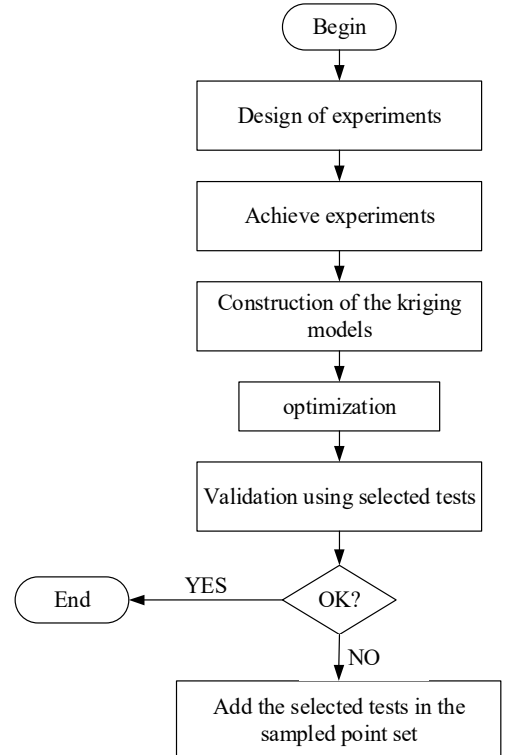 Begin
Design of experiments
Achieve experiments
Construction of the kriging
models
optimization
Validation using selected tests
OK?
YES
End
NO
Add the selected tests in the
sampled point set